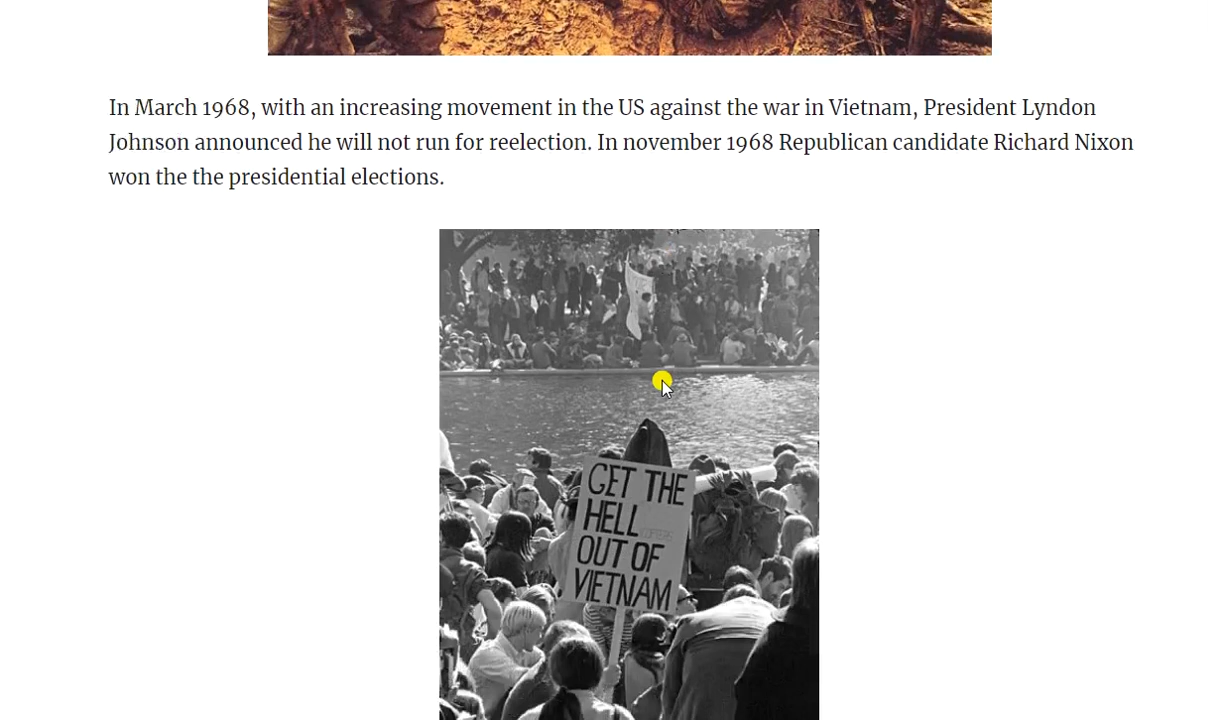 In March 1968, with an increasing movement in the US against the war in Vietnam, President Lyndon
Johnson announced he will not run for reelection. In november 1968 Republican candidate Richard Nixon
won the the presidential elections.
GET THE
HELL
OUT OF
VIETNAM